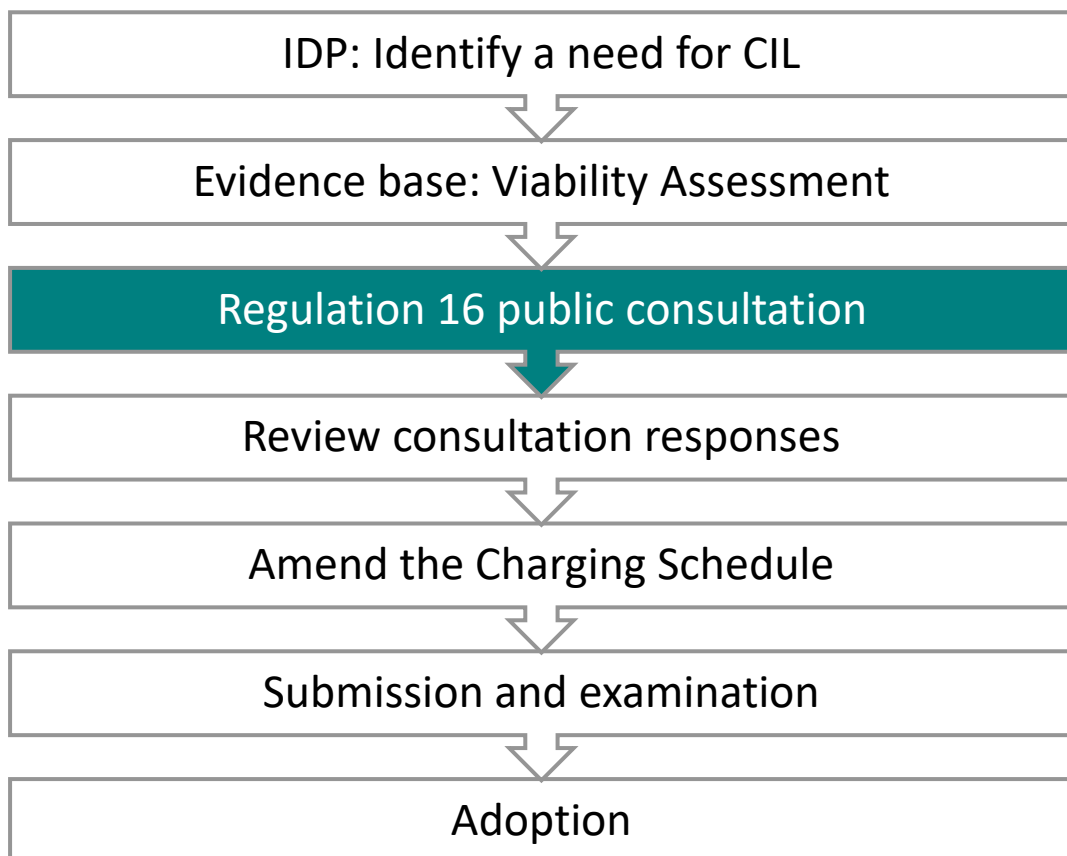 IDP: Identify a need for CIL
Evidence base: Viability Assessment
Regulation 16 public consultation
Review consultation responses
Amend the Charging Schedule
Submission and examination
Adoption